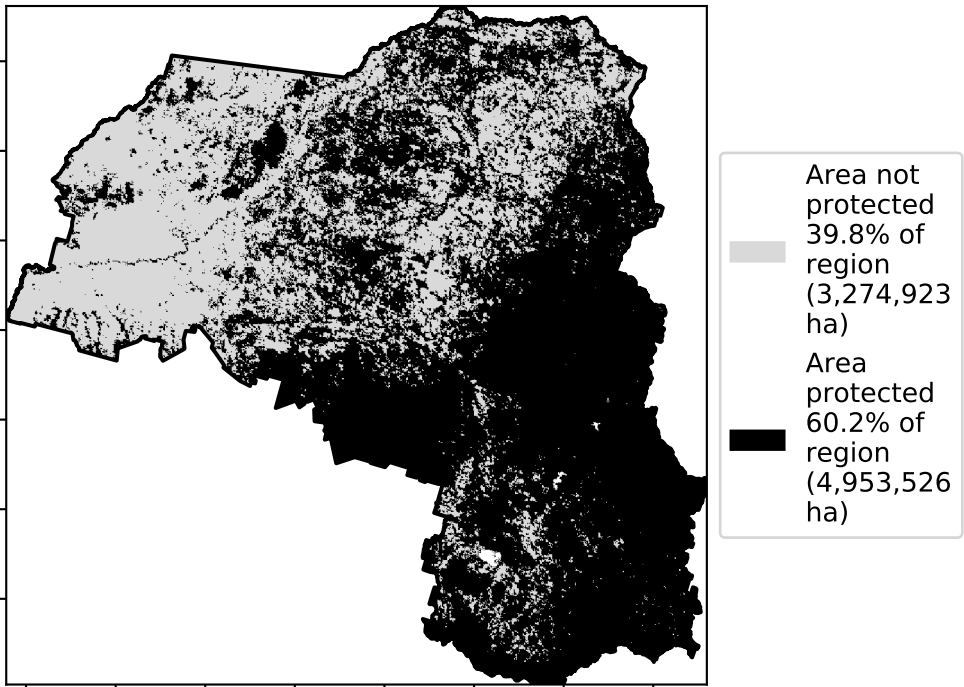 Area not
protected
39.8% of
region
(3,274,923
ha)
Area
protected
60.2% of
region
(4,953,526
ha)